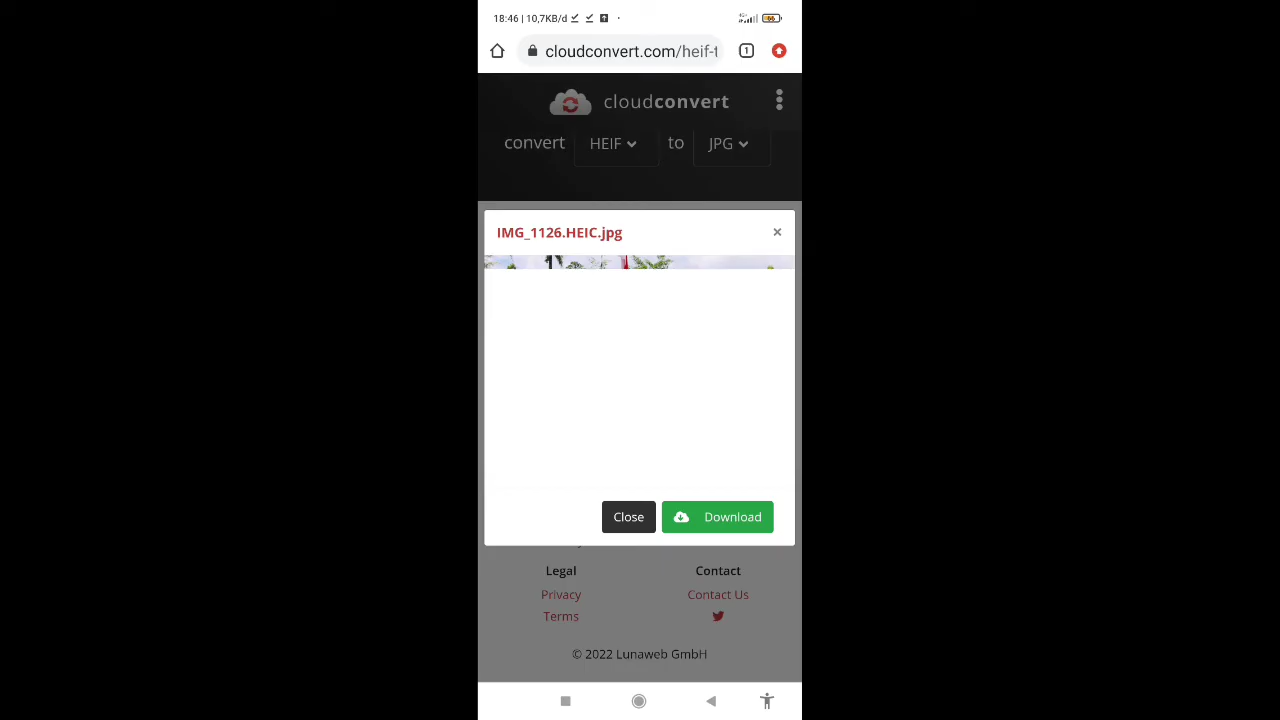 18:46 | 10,7KB/d
cloudconvert.com/heif-t
1
cloudconvert
convert HEIF to JPG
IMG_1126.HEIC.jpg
×
Close Download
Legal Contact
Privacy Contact Us
Terms
© 2022 Lunaweb GmbH